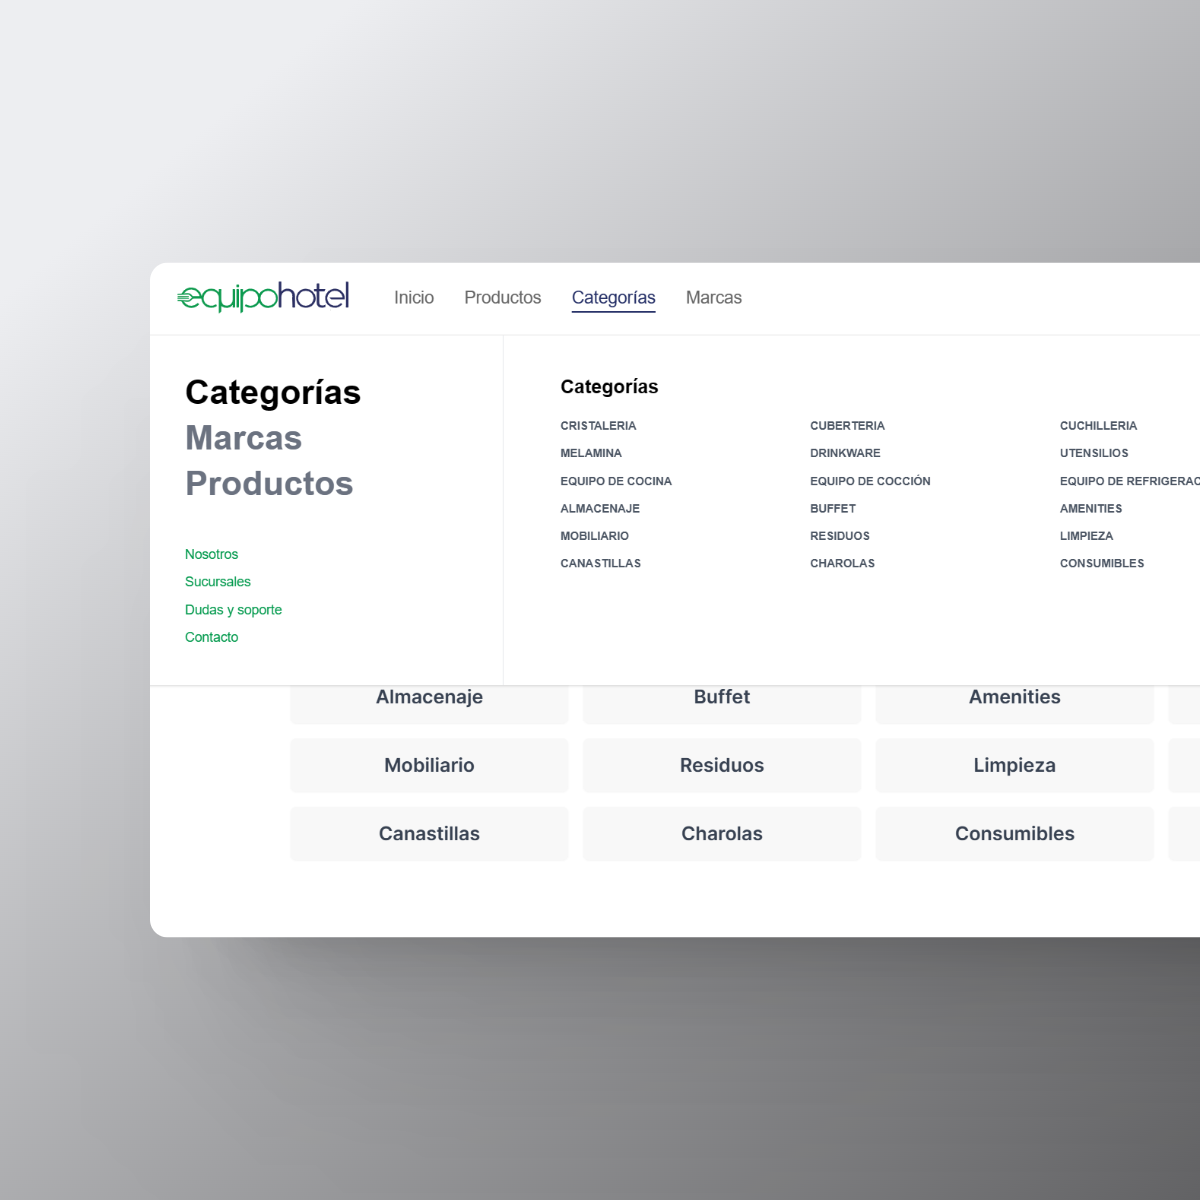 equipohotel
Inicio Productos Categorías Marcas
Categorías
Marcas
Productos
Nosotros
Sucursales
Dudas y soporte
Contacto
Categorías
CRISTALERIA CUBERTERIA CUCHILLERIA
MELAMINA DRINKWARE UTENSILIOS
EQUIPO DE COCINA EQUIPO DE COCCIÓN EQUIPO DE REFRIGERAC
ALMACENAJE BUFFET AMENITIES
MOBILIARIO RESIDUOS LIMPIEZA
CANASTILLAS CHAROLAS CONSUMIBLES
Almacenaje Buffet Amenities
Mobiliario Residuos Limpieza
Canastillas Charolas Consumibles